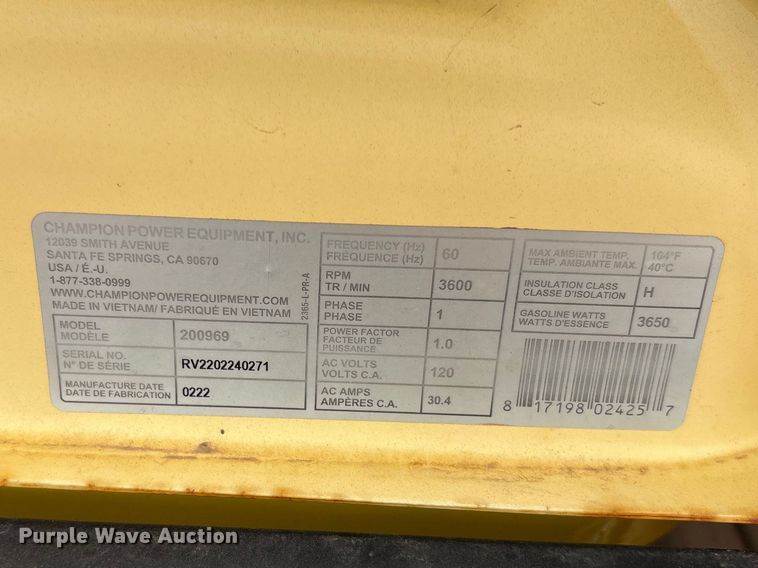 CHAMPION POWER EQUIPMENT, INC.
12039 SMITH AVENUE
SANTA FE SPRINGS, CA 90670
USA / É.-U.
1-877-338-0999
WWW.CHAMPIONPOWEREQUIPMENT.COM
MADE IN VIETNAM/ FABRIQUÉ EN VIETNAM
2365-L-PR-A
MODEL
MODÈLE
200969
SERIAL NO.
N° DE SÉRIE
RV2202240271
MANUFACTURE DATE
DATE DE FABRICATION
0222
FREQUENCY (Hz)
FRÉQUENCE (Hz)
60
RPM
TR / MIN
3600
PHASE
PHASE
1
POWER FACTOR
FACTEUR DE
PUISSANCE
1.0
AC VOLTS
VOLTS C.A.
120
AC AMPS
AMPÈRES C.A.
30.4
MAX AMBIENT TEMP.
TEMP. AMBIANTE MAX.
104°F
40°C
INSULATION CLASS
CLASSE D'ISOLATION
H
GASOLINE WATTS
WATTS D'ESSENCE
3650
8 17198 02425 7
Purple Wave Auction